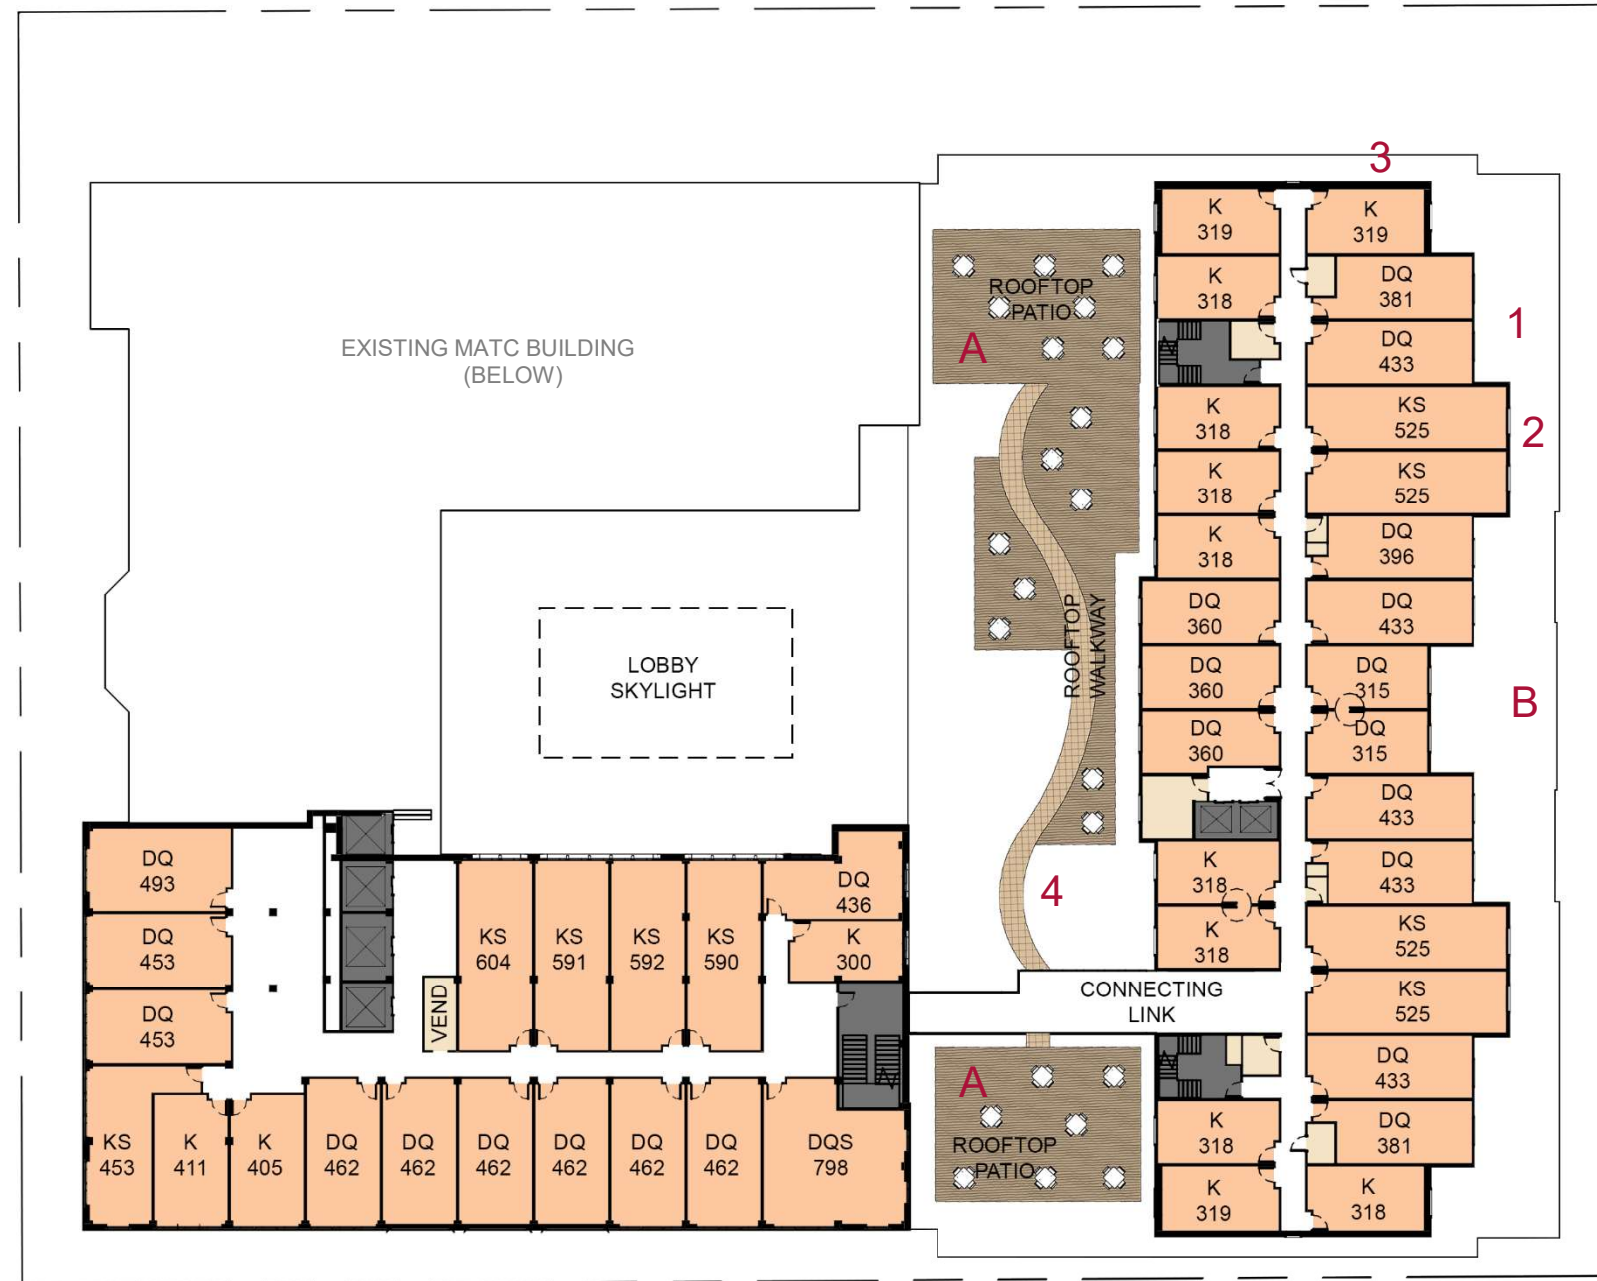 3
K
319
K
319
K
318
DQ
381
ROOFTOP
PATIO
A
1
DQ
433
EXISTING MATC BUILDING
(BELOW)
K
318
KS
525
2
K
318
KS
525
K
318
DQ
396
DQ
360
DQ
433
ROOFTOP
WALKWAY
LOBBY
SKYLIGHT
DQ
360
DQ
315
B
DQ
360
DQ
315
DQ
433
K
318
DQ
433
4
K
318
KS
525
CONNECTING
LINK
KS
525
DQ
493
DQ
453
DQ
453
KS
604
KS
591
KS
592
KS
590
DQ
436
K
300
VEND
DQ
433
A
ROOFTOP
PATIO
K
318
DQ
381
K
319
K
318
KS
453
K
411
K
405
DQ
462
DQ
462
DQ
462
DQ
462
DQ
462
DQ
462
DQS
798